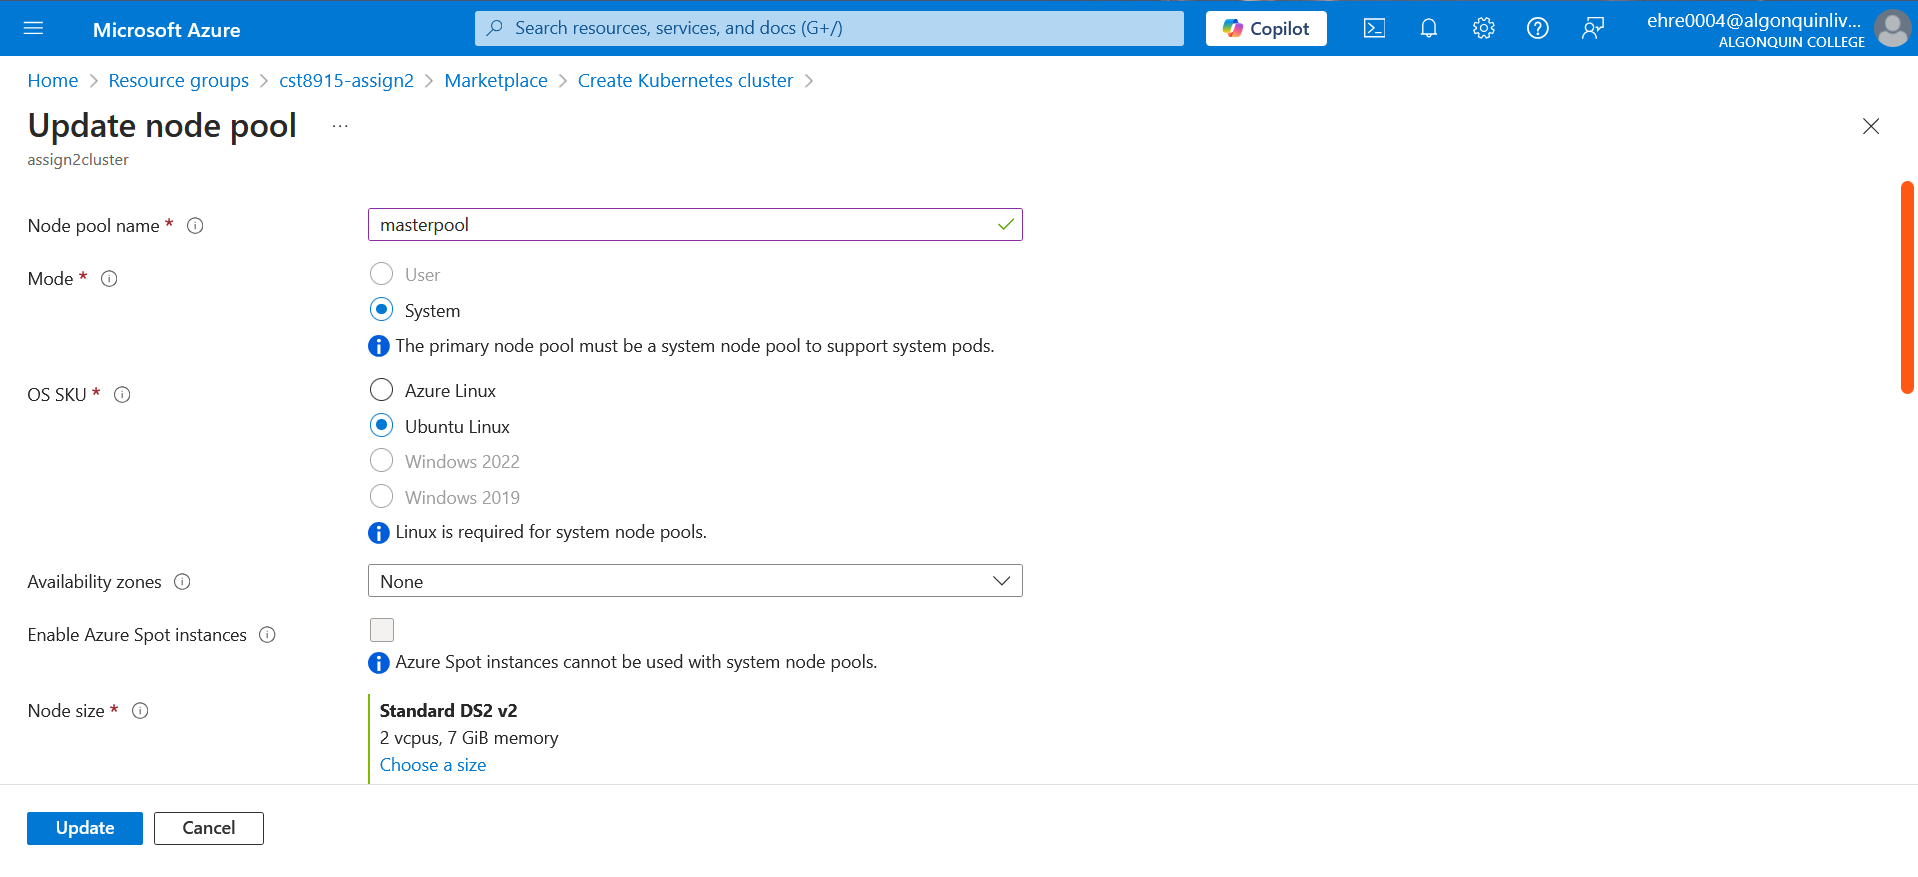 Microsoft Azure
Search resources, services, and docs (G+/)
Copilot
ehre0004@algonquinliv...
ALGONQUIN COLLEGE
Home > Resource groups > cst8915-assign2 > Marketplace > Create Kubernetes cluster >
Update node pool ...
assign2cluster
Node pool name *
masterpool
Mode *
User
System
The primary node pool must be a system node pool to support system pods.
OS SKU *
Azure Linux
Ubuntu Linux
Windows 2022
Windows 2019
Linux is required for system node pools.
Availability zones
None
Enable Azure Spot instances
Azure Spot instances cannot be used with system node pools.
Node size *
Standard DS2 v2
2 vcpus, 7 GiB memory
Choose a size
Update
Cancel